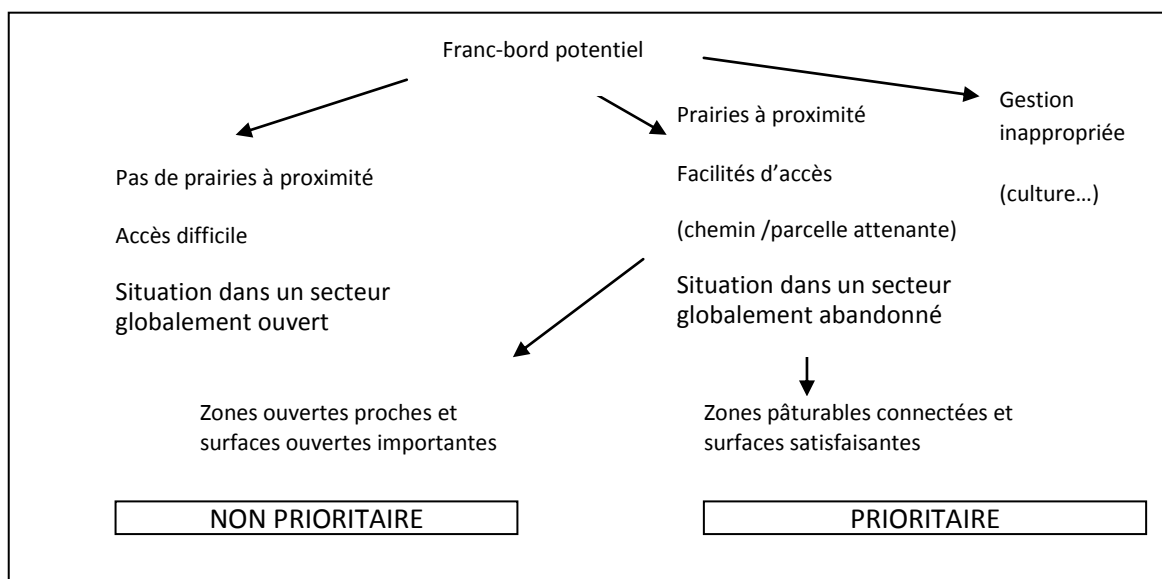 Franc-bord potentiel
Gestion
inappropriée
(culture…)
Prairies à proximité
Facilités d’accès
(chemin /parcelle attenante)
Situation dans un secteur
globalement abandonné
Pas de prairies à proximité
Accès difficile
Situation dans un secteur
globalement ouvert
Zones ouvertes proches et
surfaces ouvertes importantes
Zones pâturables connectées et
surfaces satisfaisantes
NON PRIORITAIRE
PRIORITAIRE